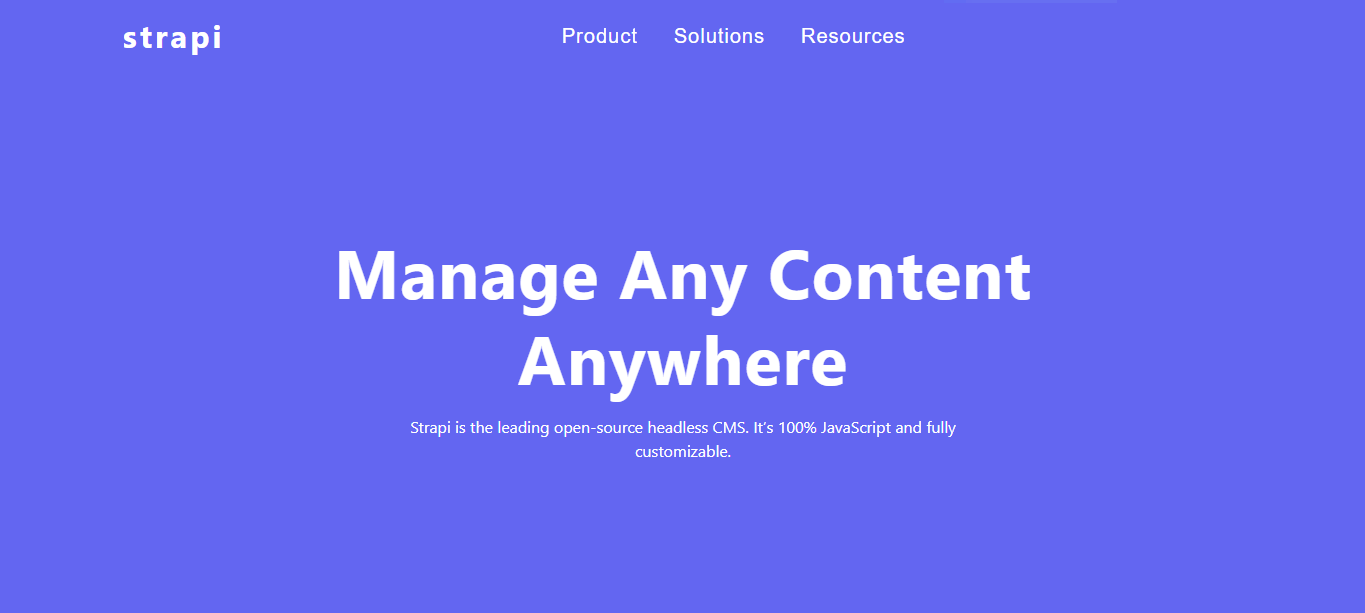 strapi
Product Solutions Resources
Manage Any Content
Anywhere
Strapi is the leading open-source headless CMS. It's 100% JavaScript and fully
customizable.